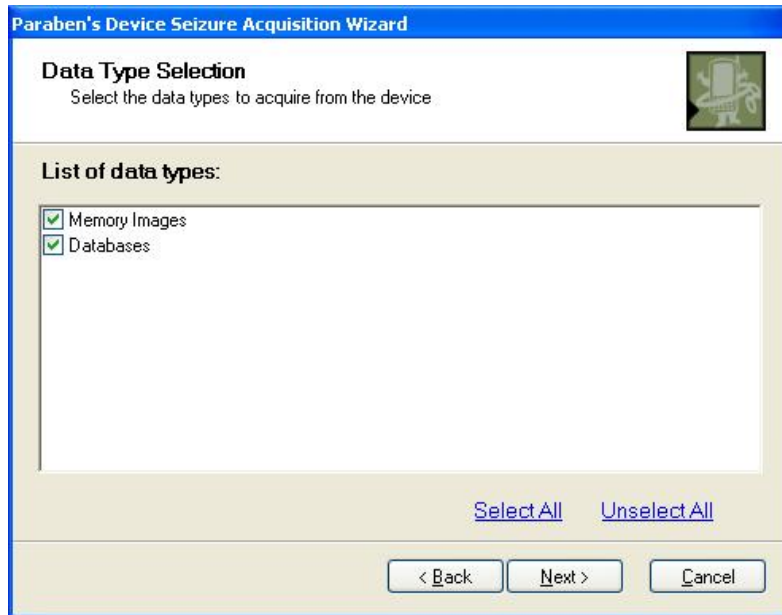 Paraben's Device Seizure Acquisition Wizard
Data Type Selection
Select the data types to acquire from the device
List of data types:
Memory Images
Databases
Select All Unselect All
< Back Next > Cancel